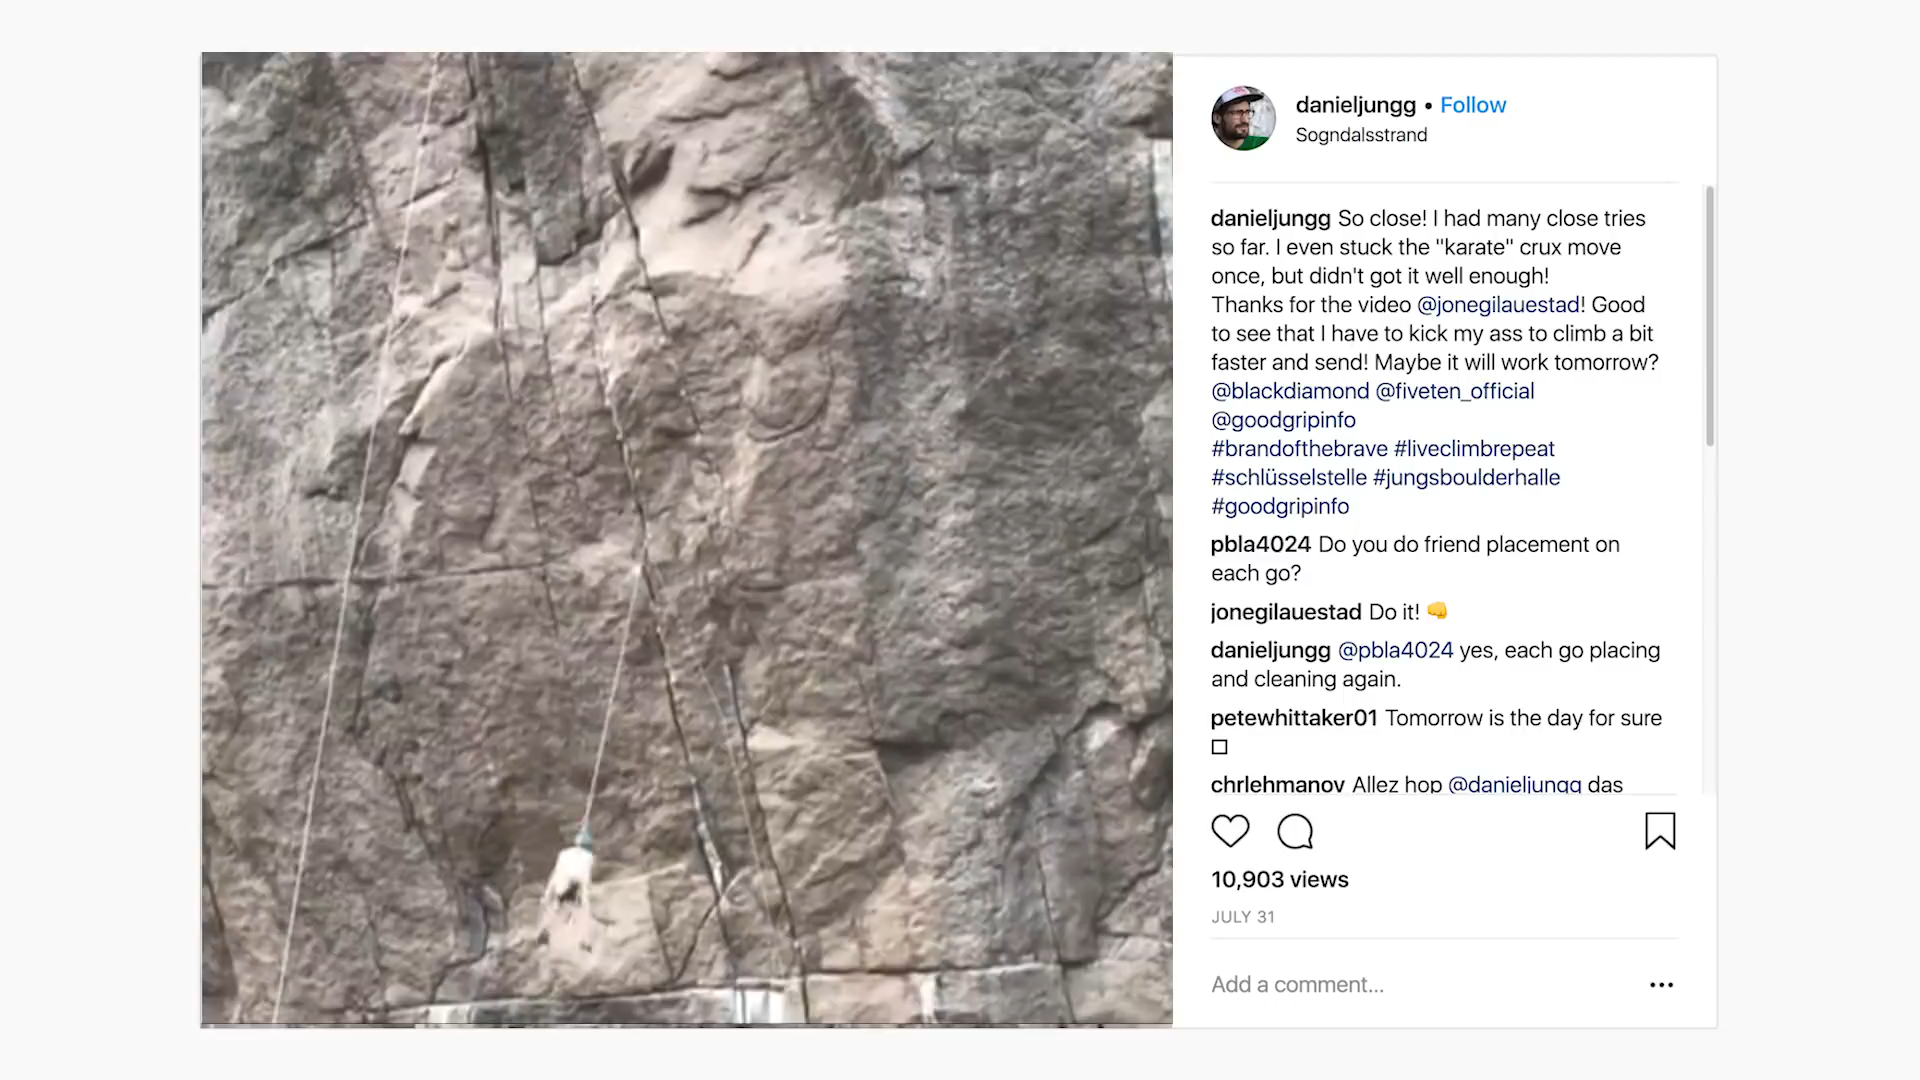 danieljungg • Follow
Sogndalsstrand
danieljungg So close! I had many close tries
so far. I even stuck the "karate" crux move
once, but didn't got it well enough!
Thanks for the video @jonegilauestad! Good
to see that I have to kick my ass to climb a bit
faster and send! Maybe it will work tomorrow?
@blackdiamond @fiveten_official
@goodgripinfo
#brandofthebrave #liveclimbrepeat
#schlüsselstelle #jungsboulderhalle
#goodgripinfo
pbla4024 Do you do friend placement on
each go?
jonegilauestad Do it! 👊
danieljungg @pbla4024 yes, each go placing
and cleaning again.
petewhittaker01 Tomorrow is the day for sure
□
chrlehmanov Allez hop @danieljungg das
10,903 views
JULY 31
Add a comment...